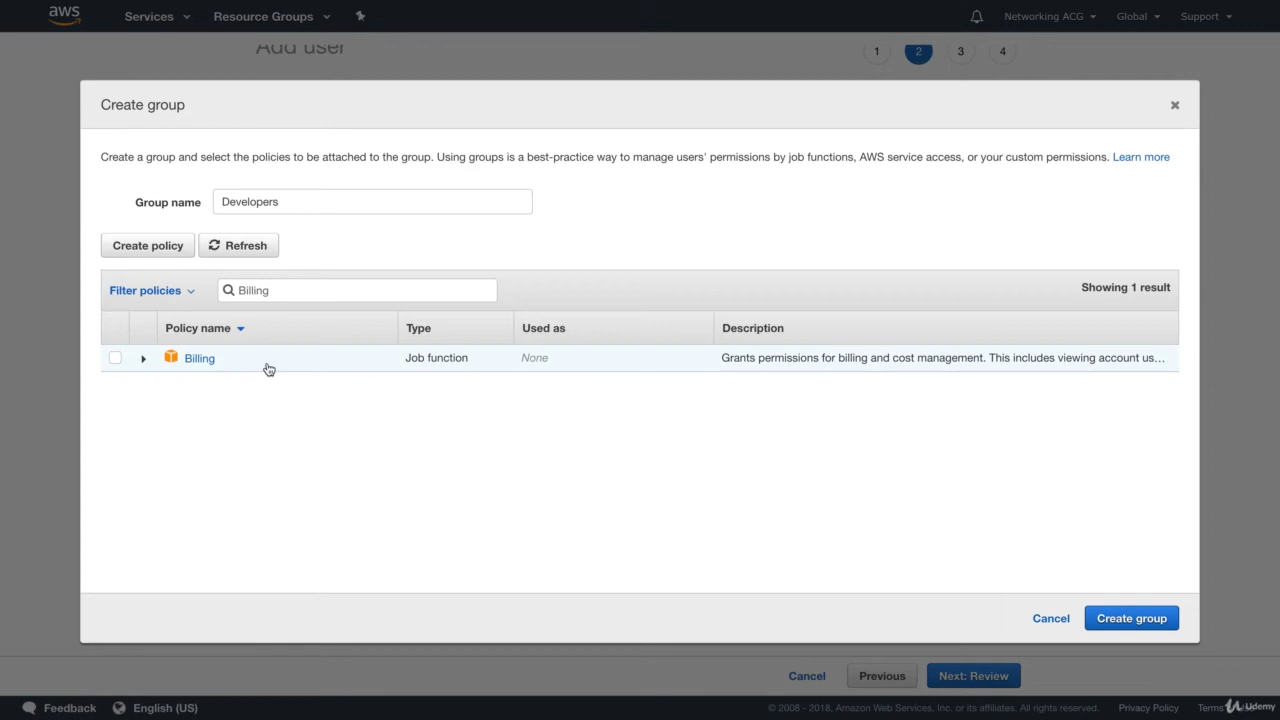 aws Services Resource Groups Networking ACG Global Support
Add user 1 2 3 4
Create group
Create a group and select the policies to be attached to the group. Using groups is a best-practice way to manage users' permissions by job functions, AWS service access, or your custom permissions. Learn more
Group name Developers
Create policy Refresh
Filter policies Billing Showing 1 result
Policy name Type Used as Description
Billing Job function None Grants permissions for billing and cost management. This includes viewing account us…
Cancel Create group
Cancel Previous Next: Review
Feedback English (US) © 2008 - 2018, Amazon Web Services, Inc. or its affiliates. All rights reserved. Privacy Policy Terms Udemy